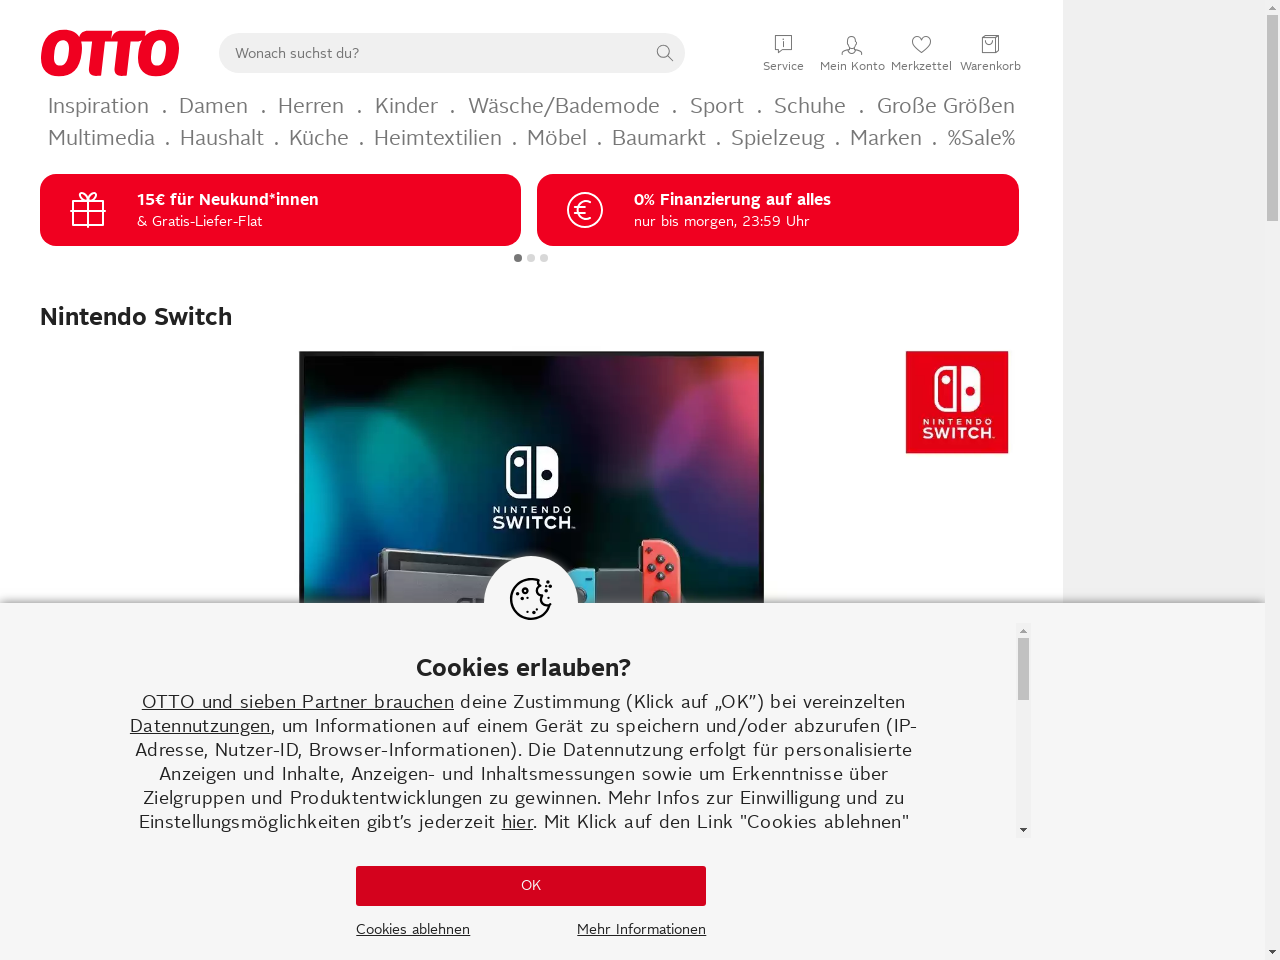 OTTO
Wonach suchst du?
Service
Mein Konto
Merkzettel
Warenkorb
Inspiration . Damen . Herren . Kinder . Wäsche/Bademode . Sport . Schuhe . Große Größen
Multimedia . Haushalt . Küche . Heimtextilien . Möbel . Baumarkt . Spielzeug . Marken . %Sale%
15€ für Neukund*innen
& Gratis-Liefer-Flat
0% Finanzierung auf alles
nur bis morgen, 23:59 Uhr
Nintendo Switch
NINTENDO
SWITCH
NINTENDO
SWITCH
Cookies erlauben?
OTTO und sieben Partner brauchen deine Zustimmung (Klick auf „OK”) bei vereinzelten
Datennutzungen, um Informationen auf einem Gerät zu speichern und/oder abzurufen (IP-
Adresse, Nutzer-ID, Browser-Informationen). Die Datennutzung erfolgt für personalisierte
Anzeigen und Inhalte, Anzeigen- und Inhaltsmessungen sowie um Erkenntnisse über
Zielgruppen und Produktentwicklungen zu gewinnen. Mehr Infos zur Einwilligung und zu
Einstellungsmöglichkeiten gibt’s jederzeit hier. Mit Klick auf den Link "Cookies ablehnen"
OK
Cookies ablehnen
Mehr Informationen